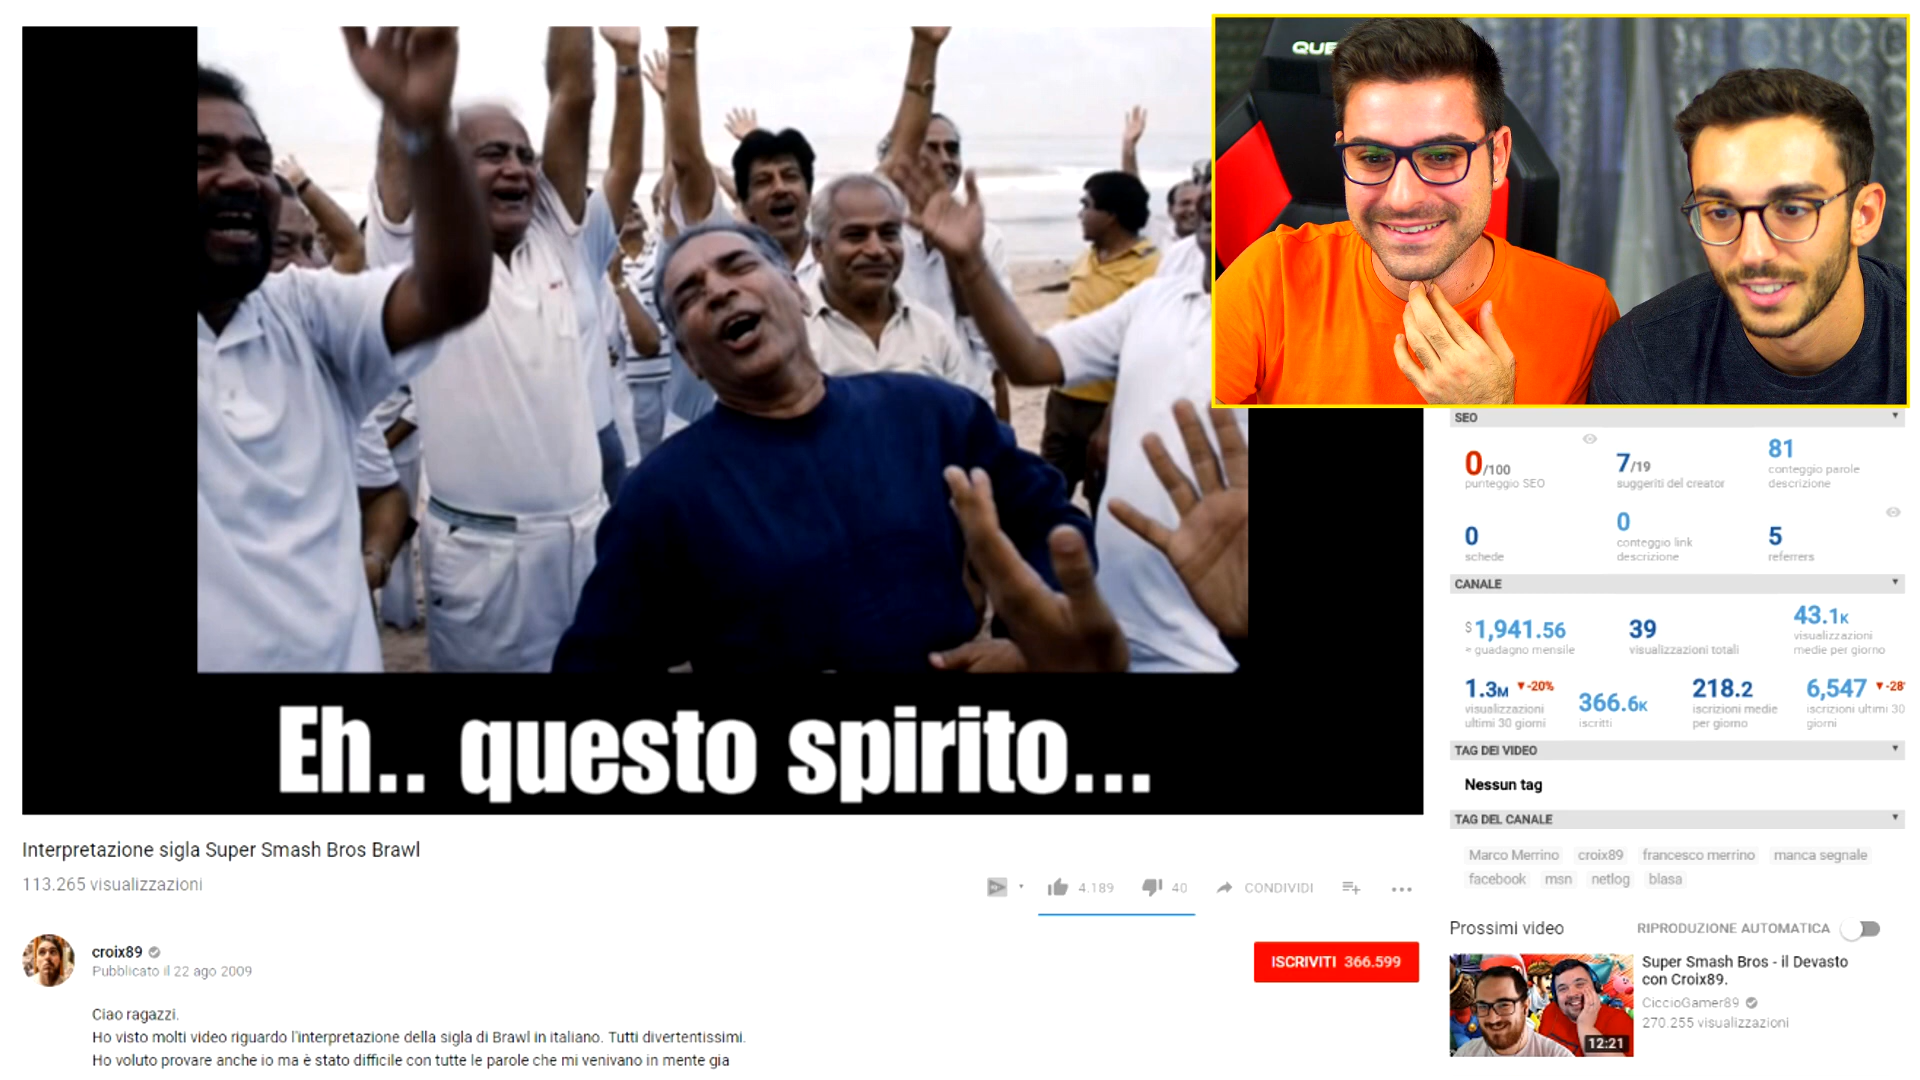 QUE
Eh.. questo spirito...
Interpretazione sigla Super Smash Bros Brawl
113.265 visualizzazioni
4.189
40
CONDIVIDI
croix89
Pubblicato il 22 ago 2009
ISCRIVITI 366.599
Ciao ragazzi.
Ho visto molti video riguardo l'interpretazione della sigla di Brawl in italiano. Tutti divertentissimi.
Ho voluto provare anche io ma è stato difficile con tutte le parole che mi venivano in mente gia
SEO
0/100
punteggio SEO
7/19
suggeriti del creator
81
conteggio parole
descrizione
0
schede
0
conteggio link
descrizione
5
referrers
CANALE
$1,941.56
≈ guadagno mensile
39
visualizzazioni totali
43.1K
visualizzazioni
medie per giorno
1.3M ▼-20%
visualizzazioni
ultimi 30 giorni
366.6K
iscritti
218.2
iscrizioni medie
per giorno
6,547 ▼-28
iscrizioni ultimi 30
giorni
TAG DEI VIDEO
Nessun tag
TAG DEL CANALE
Marco Merrino croix89 francesco merrino manca segnale
facebook msn netlog blasa
Prossimi video
RIPRODUZIONE AUTOMATICA
Super Smash Bros - il Devasto
con Croix89.
CiccioGamer89
270.255 visualizzazioni
12:21